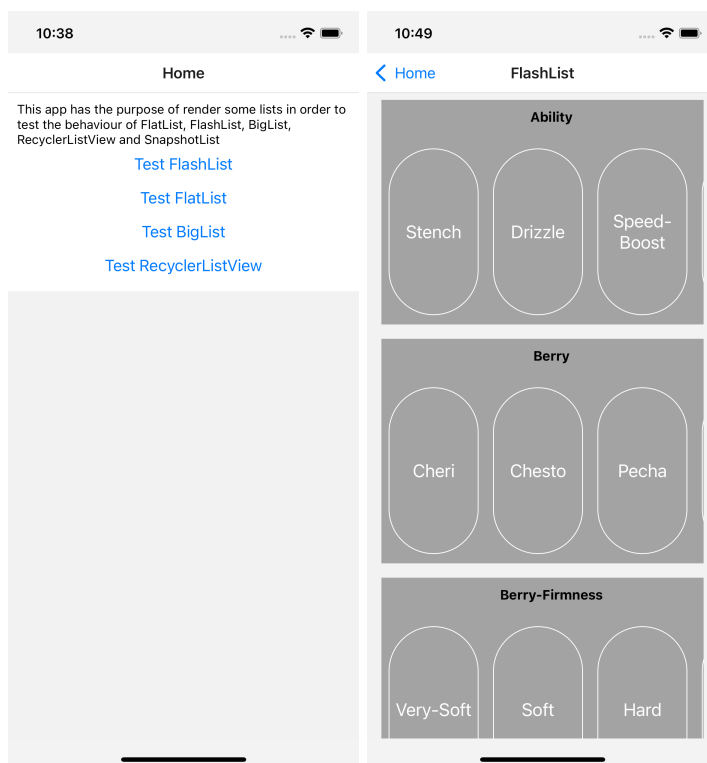 10:38
Home
This app has the purpose of render some lists in order to
test the behaviour of FlatList, FlashList, BigList,
RecyclerListView and SnapshotList
Test FlashList
Test FlatList
Test BigList
Test RecyclerListView
10:49
Home
FlashList
Ability
Stench
Drizzle
Speed-
Boost
Berry
Cheri
Chesto
Pecha
Berry-Firmness
Very-Soft
Soft
Hard